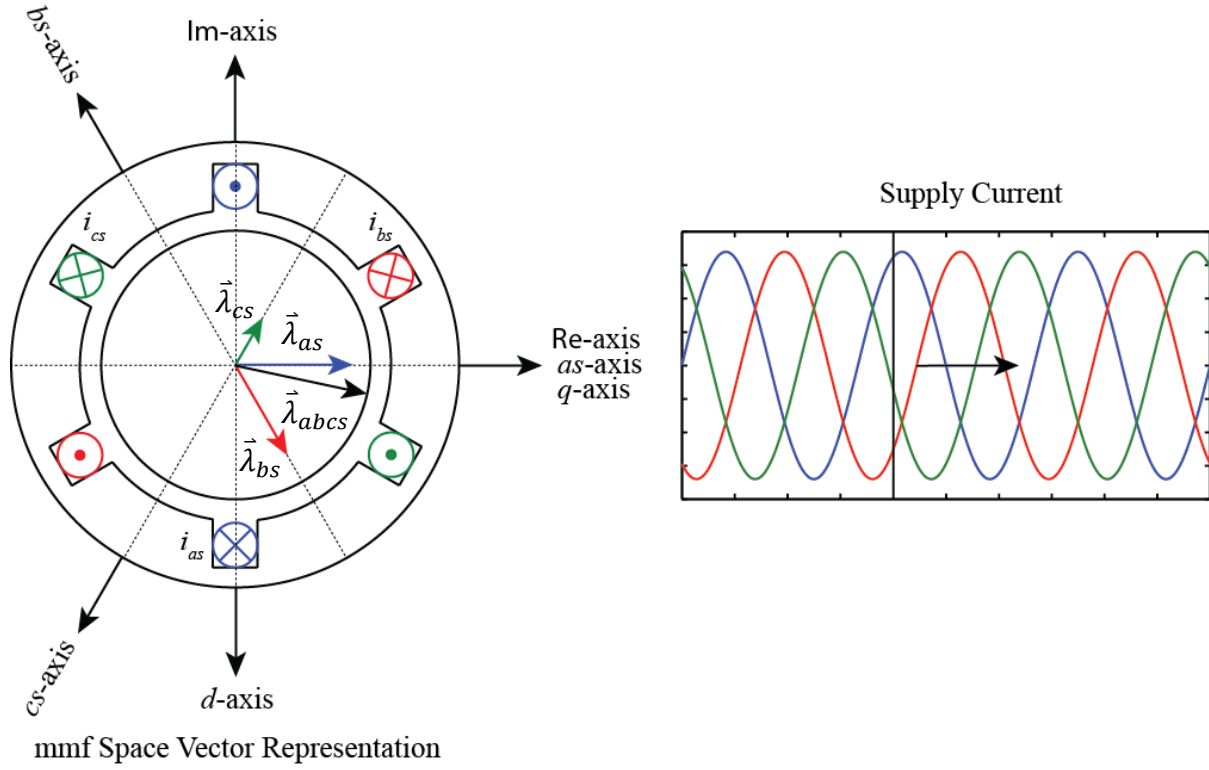 bs-axis
Im-axis
i_cs
i_bs
λ⃗_cs
λ⃗_as
Re-axis
as-axis
q-axis
λ⃗_abcs
λ⃗_bs
i_as
cs-axis
d-axis
mmf Space Vector Representation
Supply Current